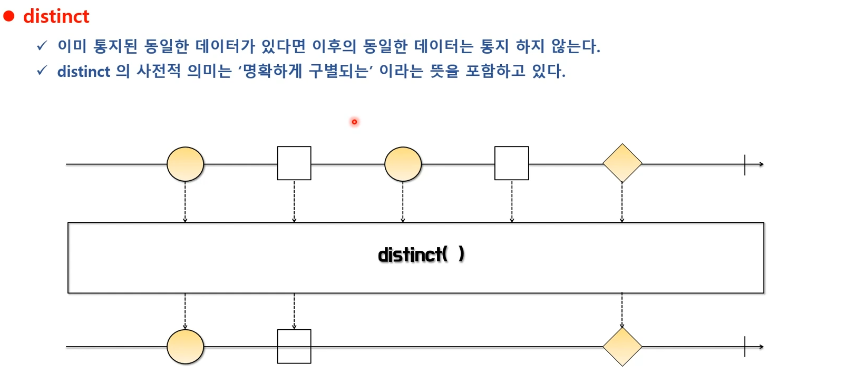 distinct
이미 통지된 동일한 데이터가 있다면 이후의 동일한 데이터는 통지 하지 않는다.
distinct 의 사전적 의미는 ‘명확하게 구별되는’ 이라는 뜻을 포함하고 있다.
distinct( )